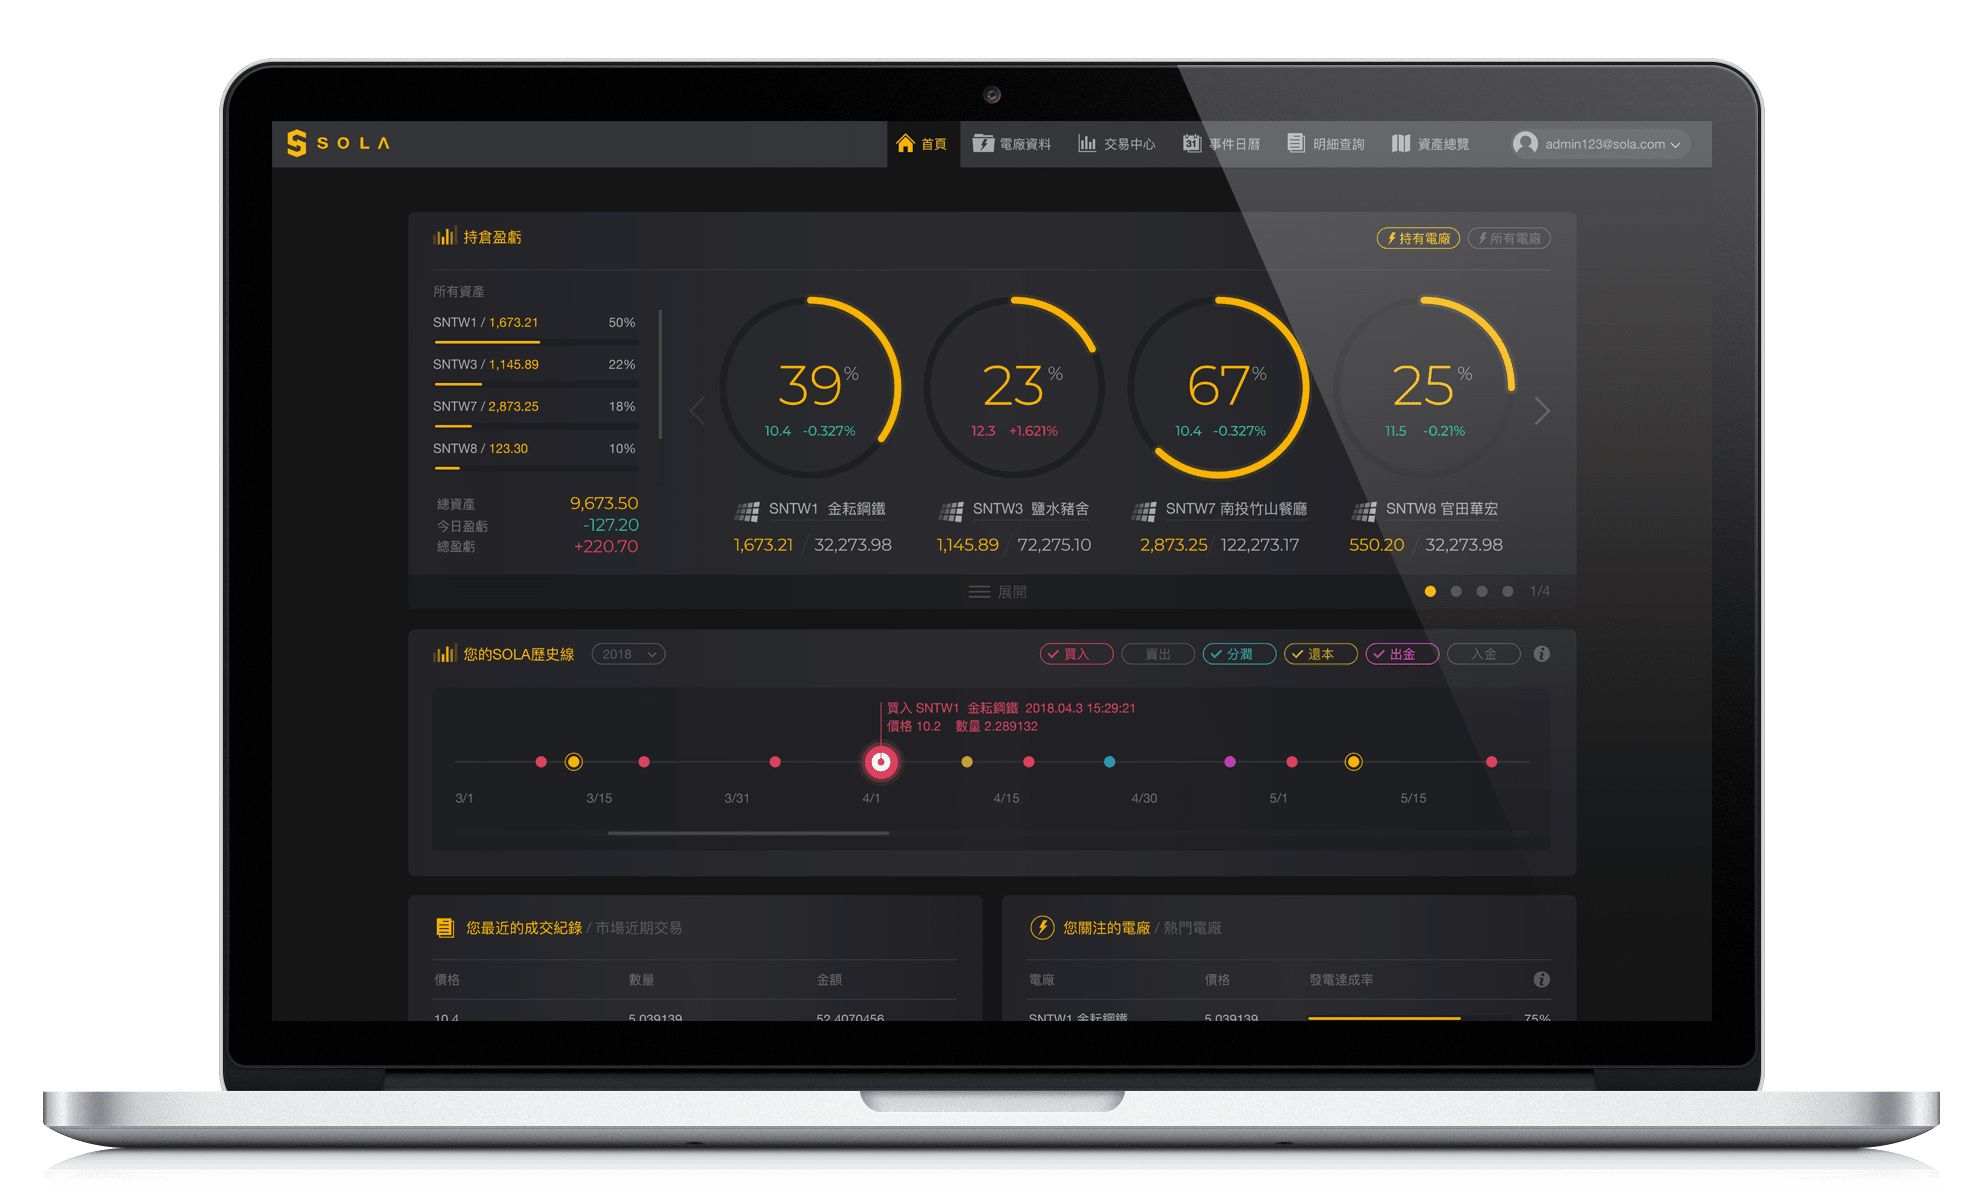 SOLA
首頁 電廠資料 交易中心 31 事件日曆 明細查詢 資產總覽 admin123@sola.com
持倉盈虧 持有電廠 所有電廠
所有資產
SNTW1 / 1,673.21 50%
SNTW3 / 1,145.89 22%
SNTW7 / 2,873.25 18%
SNTW8 / 123.30 10%
總資產 9,673.50
今日盈虧 -127.20
總盈虧 +220.70
39%
10.4 -0.327%
SNTW1 金耘鋼鐵
1,673.21 / 32,273.98
23%
12.3 +1.621%
SNTW3 鹽水豬舍
1,145.89 / 72,275.10
67%
10.4 -0.327%
SNTW7 南投竹山餐廳
2,873.25 / 122,273.17
25%
11.5 -0.21%
SNTW8 官田華宏
550.20 / 32,273.98
展開 1/4
您的SOLA歷史線 2018 買入 賣出 分潤 還本 出金 入金
買入 SNTW1 金耘鋼鐵 2018.04.3 15:29:21
價格 10.2 數量 2.289132
3/1 3/15 3/31 4/1 4/15 4/30 5/1 5/15
您最近的成交紀錄 / 市場近期交易
價格 數量 金額
10.4 5.039139 52.4070456
您關注的電廠 / 熱門電廠
電廠 價格 發電達成率
SNTW1 金耘鋼鐵 5.039139 75%